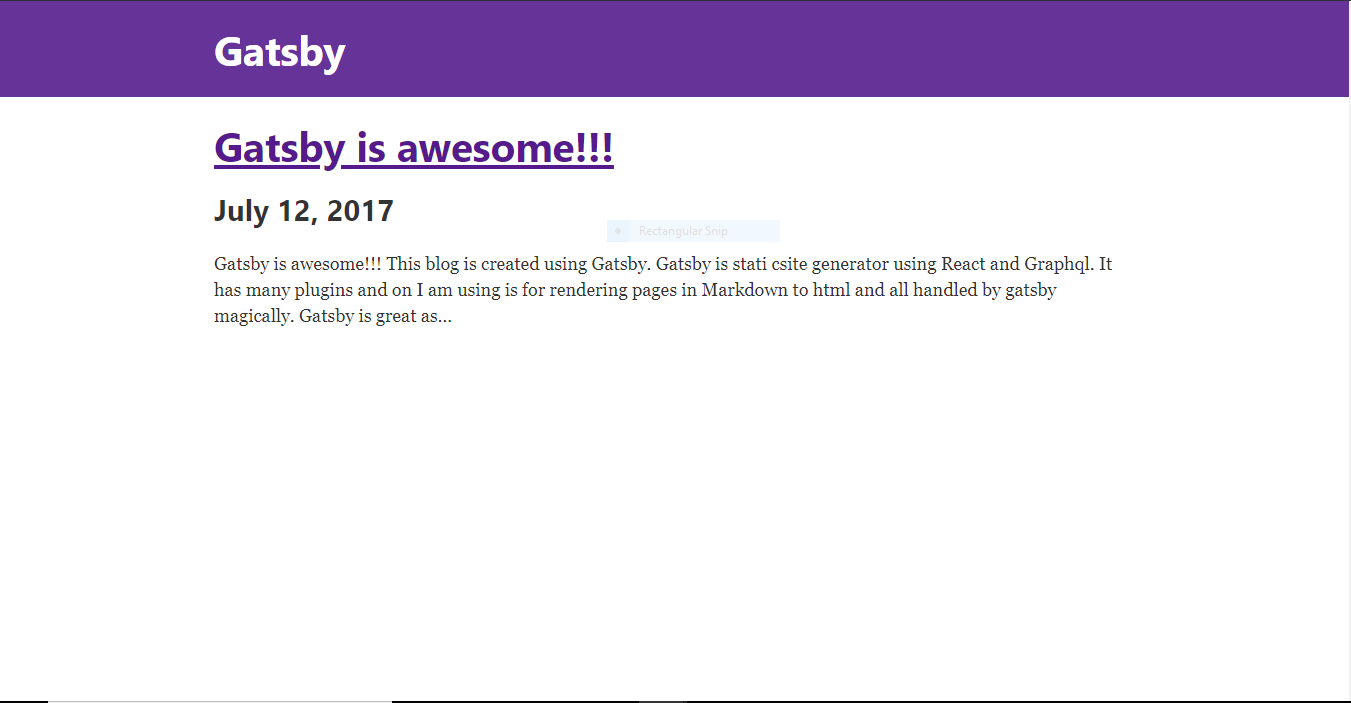 Gatsby
Gatsby is awesome!!!
July 12, 2017
Rectangular Snip
Gatsby is awesome!!! This blog is created using Gatsby. Gatsby is stati csite generator using React and Graphql. It
has many plugins and on I am using is for rendering pages in Markdown to html and all handled by gatsby
magically. Gatsby is great as…